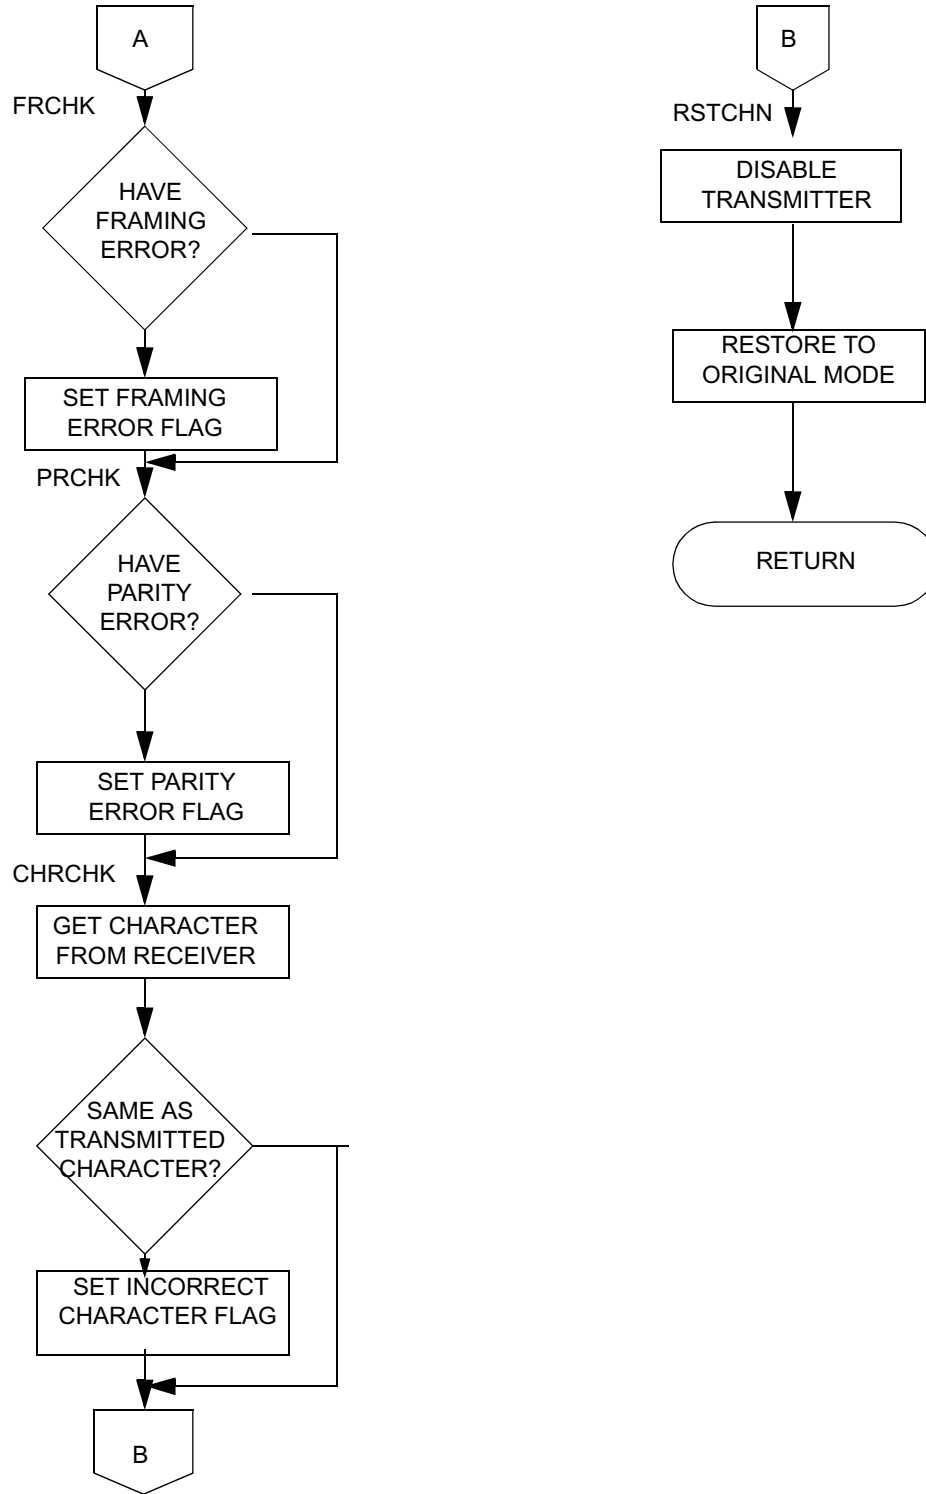 A
FRCHK
HAVE
FRAMING
ERROR?
SET FRAMING
ERROR FLAG
PRCHK
HAVE
PARITY
ERROR?
SET PARITY
ERROR FLAG
CHRCHK
GET CHARACTER
FROM RECEIVER
SAME AS
TRANSMITTED
CHARACTER?
SET INCORRECT
CHARACTER FLAG
B
B
RSTCHN
DISABLE
TRANSMITTER
RESTORE TO
ORIGINAL MODE
RETURN